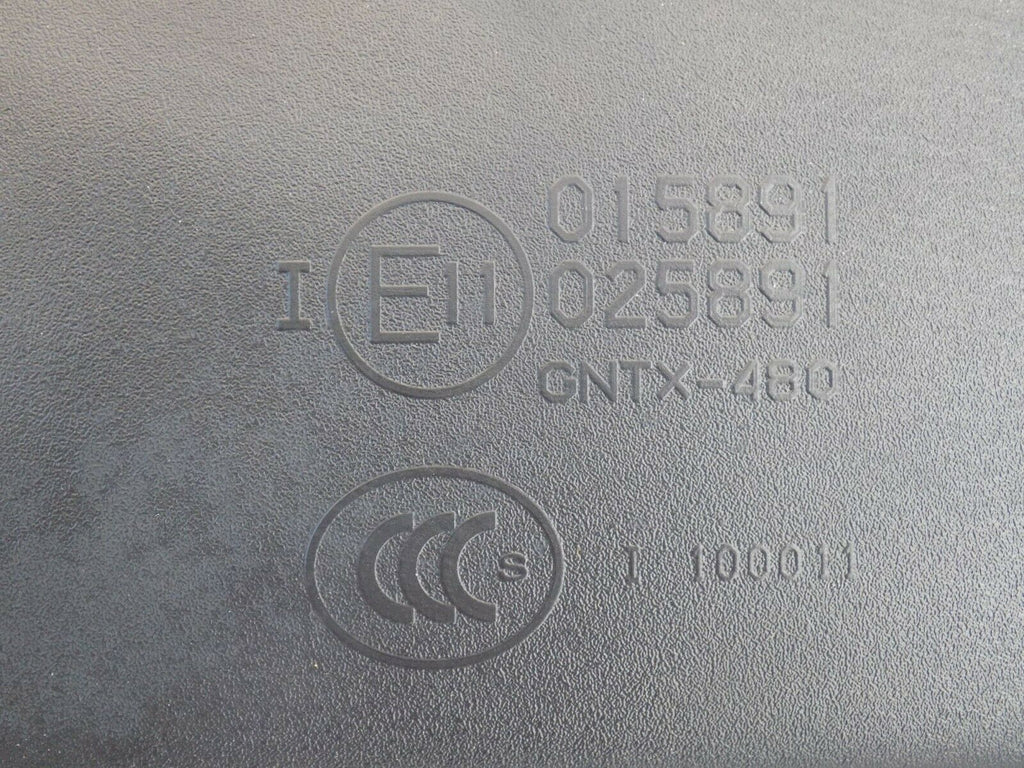 015891
I E11 025891
GNTX-480
CCC S I 100011